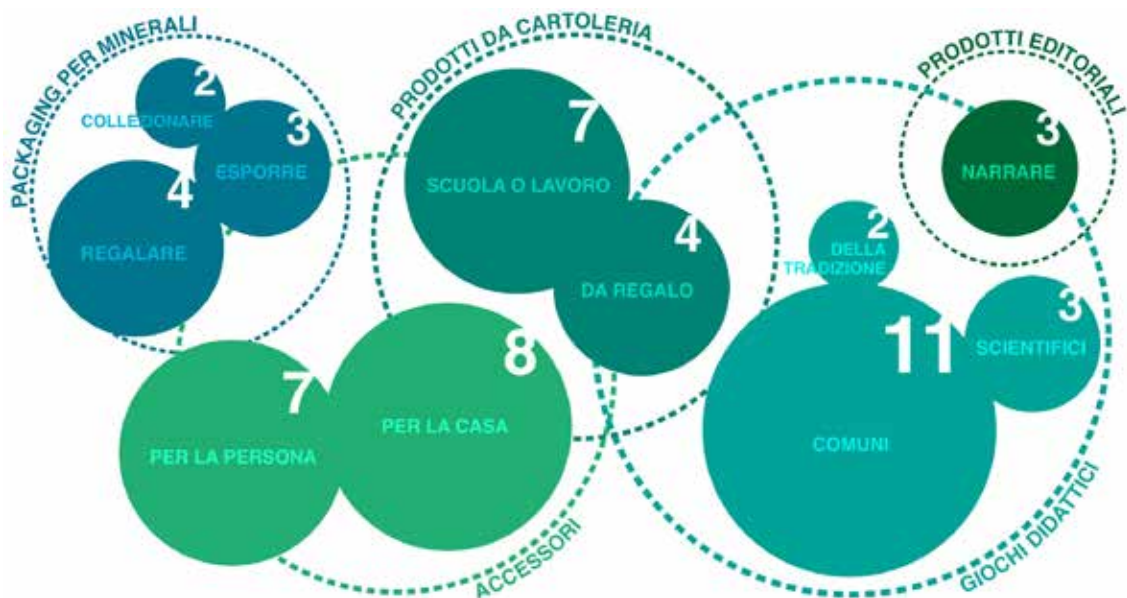 PACKAGING PER MINERALI
2
COLLEZIONARE
3
ESPORRE
4
REGALARE
PRODOTTI DA CARTOLERIA
7
SCUOLA O LAVORO
4
DA REGALO
PRODOTTI EDITORIALI
3
NARRARE
2
DELLA
TRADIZIONE
3
SCIENTIFICI
11
COMUNI
GIOCHI DIDATTICI
7
PER LA PERSONA
8
PER LA CASA
ACCESSORI